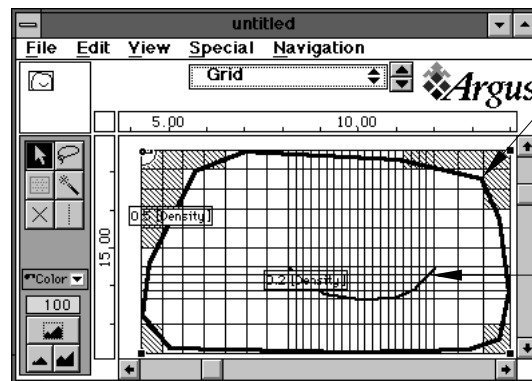 untitled
File Edit View Special Navigation
Grid
Argus
5.00 10.00
0.5 [Density]
15.00
0.2 [Density]
Color
100